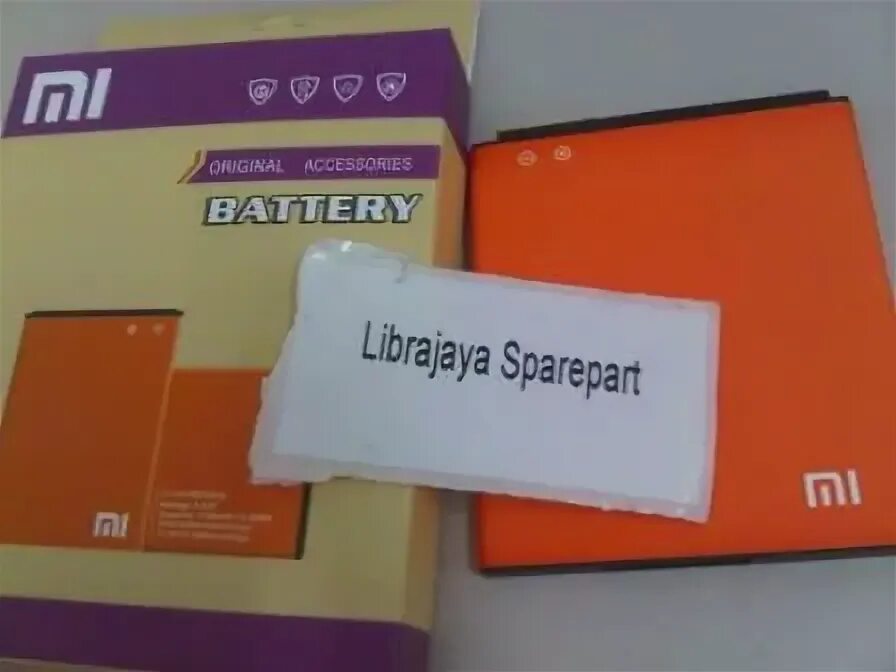 mi
ORIGINAL ACCESSORIES
BATTERY
Librajaya Sparepart
mi
mi